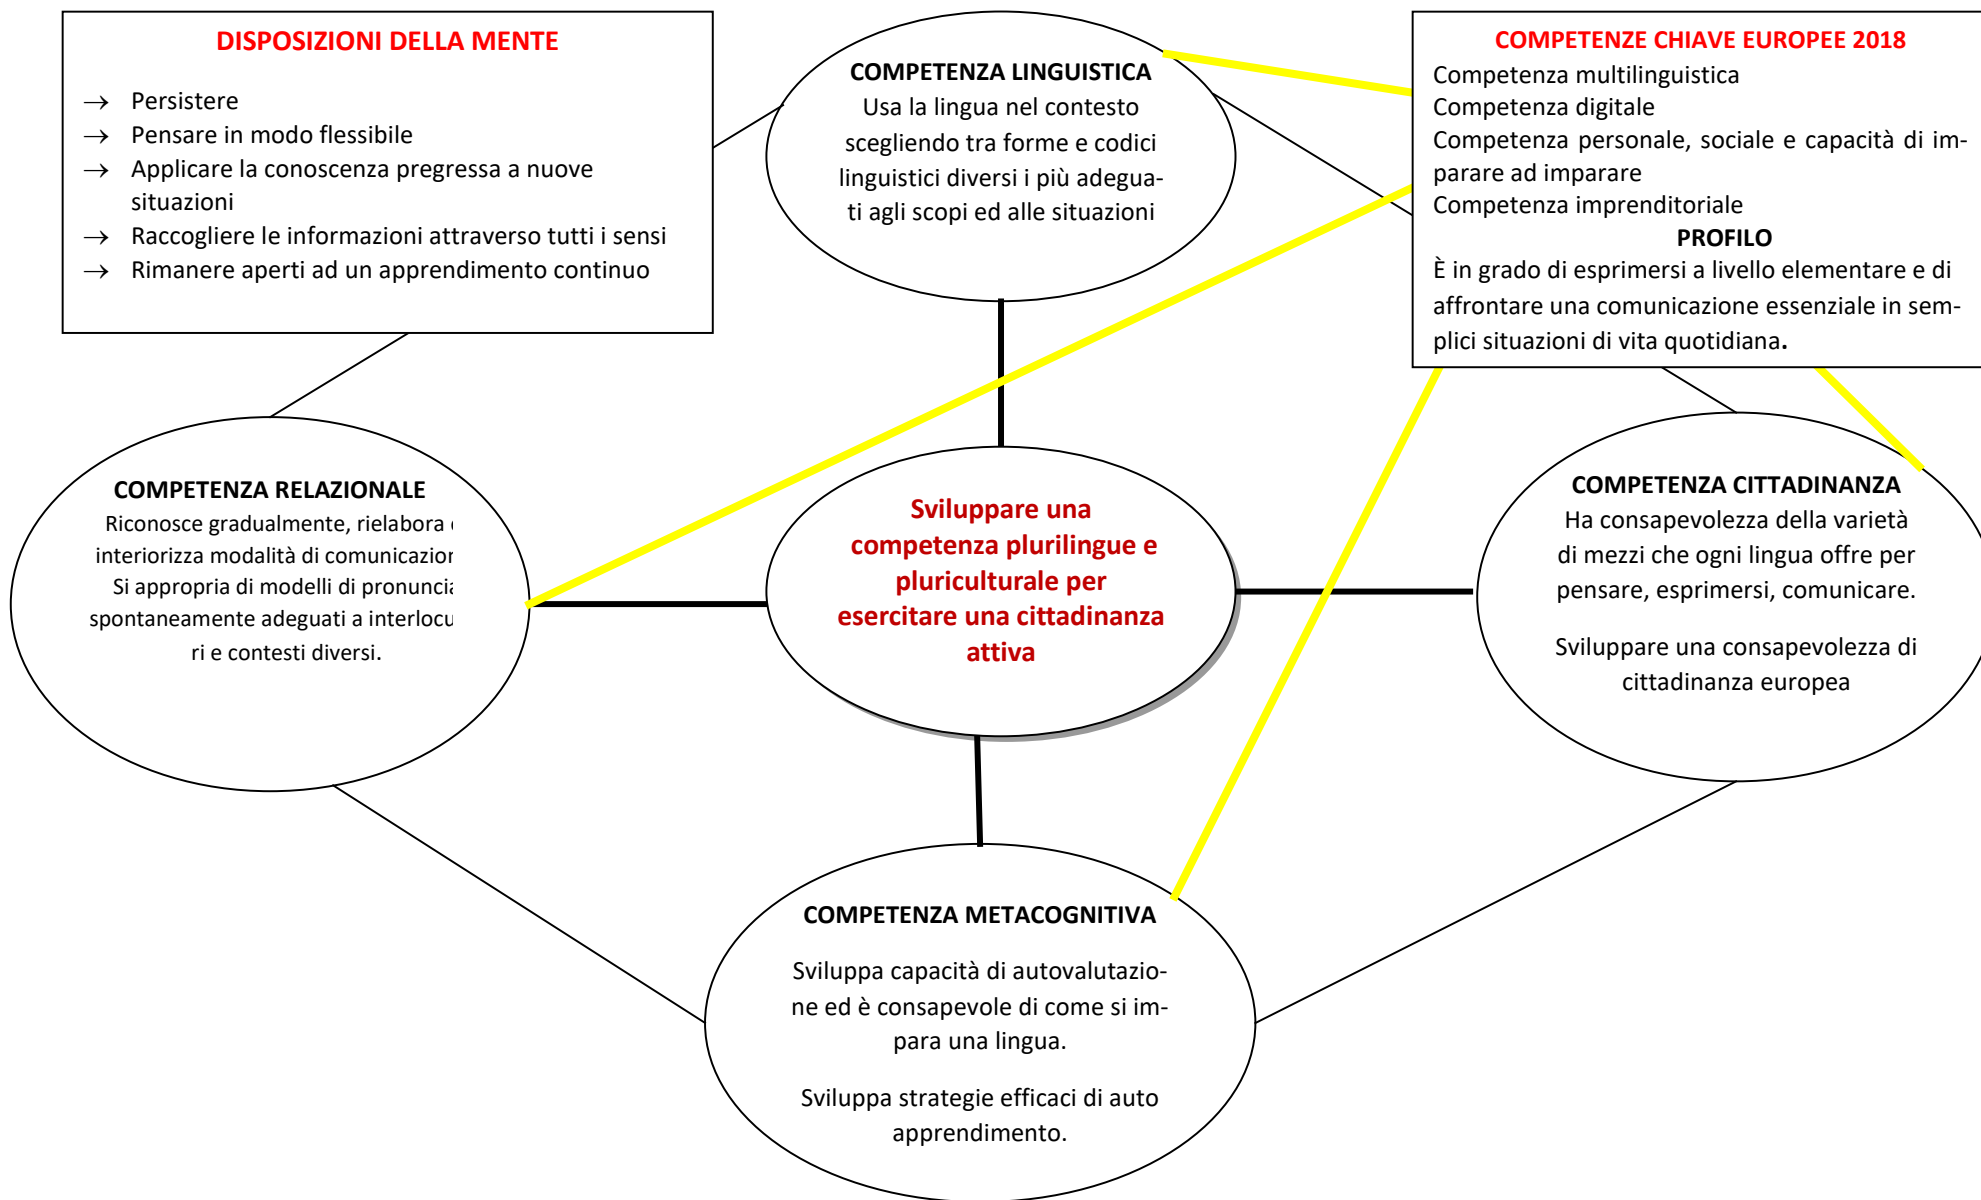 DISPOSIZIONI DELLA MENTE
→ Persistere
→ Pensare in modo flessibile
→ Applicare la conoscenza pregressa a nuove
situazioni
→ Raccogliere le informazioni attraverso tutti i sensi
→ Rimanere aperti ad un apprendimento continuo
COMPETENZA LINGUISTICA
Usa la lingua nel contesto
scegliendo tra forme e codici
linguistici diversi i più adegua-
ti agli scopi ed alle situazioni
COMPETENZE CHIAVE EUROPEE 2018
Competenza multilinguistica
Competenza digitale
Competenza personale, sociale e capacità di im-
parare ad imparare
Competenza imprenditoriale
PROFILO
È in grado di esprimersi a livello elementare e di
affrontare una comunicazione essenziale in sem-
plici situazioni di vita quotidiana.
COMPETENZA RELAZIONALE
Riconosce gradualmente, rielabora
interiorizza modalità di
Si appropria di modelli di
spontaneamente adeguati a
ri e contesti diversi.
Sviluppare una
competenza plurilingue e
pluriculturale per
esercitare una cittadinanza
attiva
COMPETENZA CITTADINANZA
Ha consapevolezza della varietà
di mezzi che ogni lingua offre per
pensare, esprimersi, comunicare.
Sviluppare una consapevolezza di
cittadinanza europea
COMPETENZA METACOGNITIVA
Sviluppa capacità di autovalutazio-
ne ed è consapevole di come si im-
para una lingua.
Sviluppa strategie efficaci di auto
apprendimento.